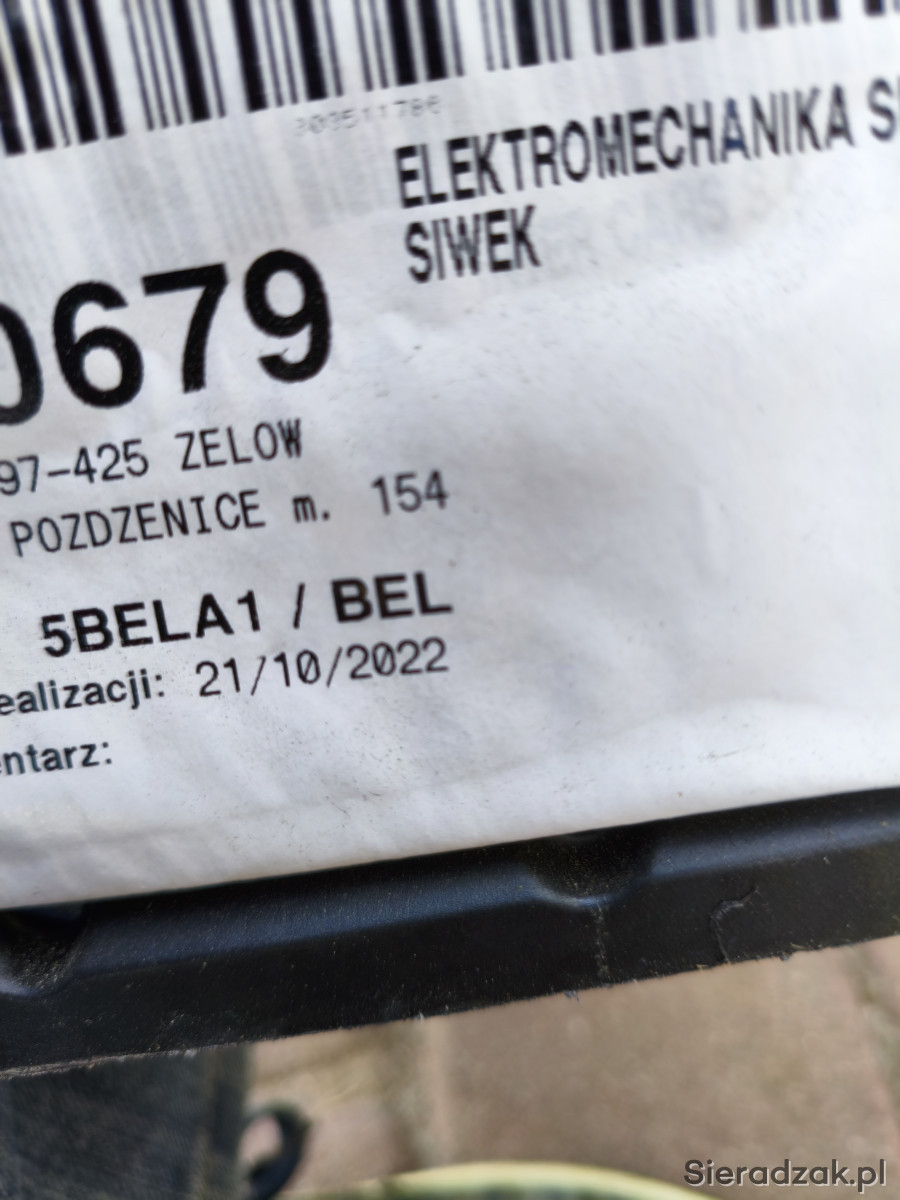 ELEKTROMECHANIKA S
SIWEK
0679
97-425 ZELOW
POZDZENICE m. 154
5BELA1 / BEL
ealizacji: 21/10/2022
entarz:
Sieradzak.pl